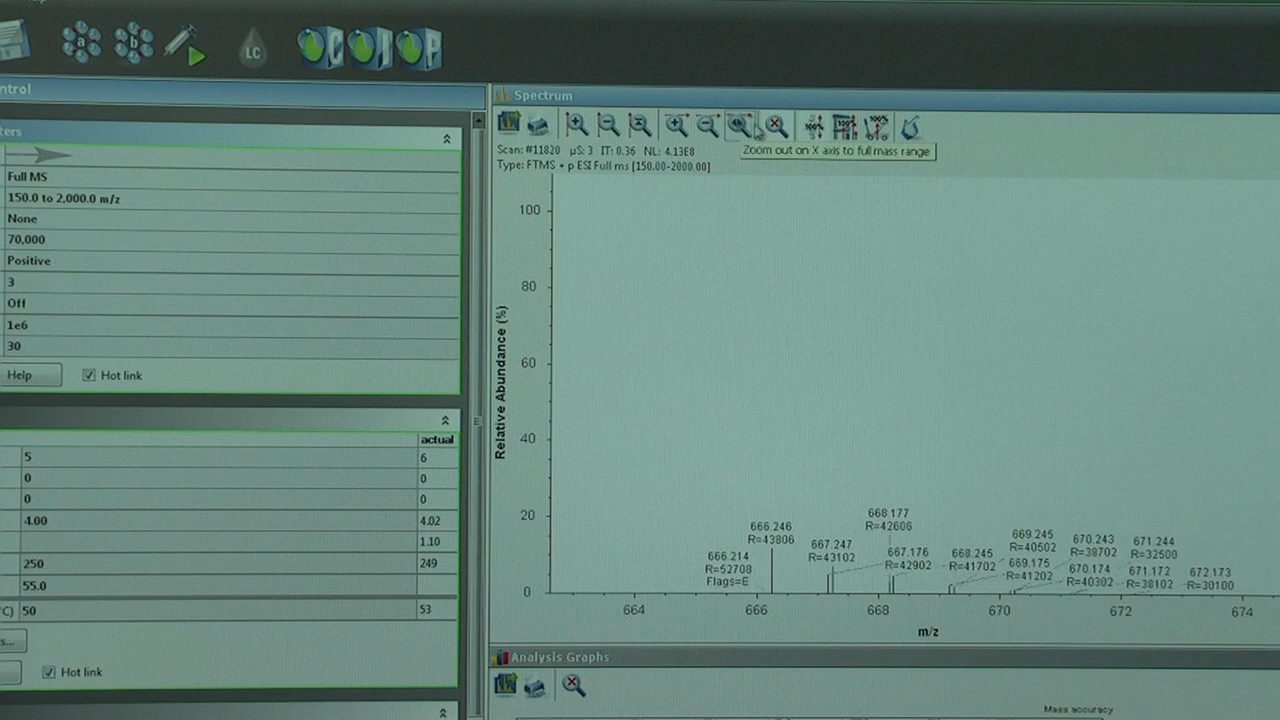 a
b
LC
C
I
P
ntrol
ters
Full MS
150.0 to 2,000.0 m/z
None
70,000
Positive
3
Off
1e6
30
Help
Hot link
actual
5 6
0 0
0 0
4.00 4.02
1.10
250 249
55.0
°C) 50 53
s...
Hot link
Spectrum
100%
100%
100%
Zoom out on X axis to full mass range
Scan: #11820 µS: 3 IT: 0.36 NL: 4.13E8
Type: FTMS + p ESI Full ms [150.00-2000.00]
Relative Abundance (%)
100
80
60
40
20
0
666.214
R=52708
Flags=E
666.246
R=43806
667.247
R=43102
668.177
R=42606
667.176
R=42902
668.245
R=41702
669.245
R=40502
669.175
R=41202
670.243
R=38702
670.174
R=40302
671.244
R=32500
671.172
R=38102
672.173
R=30100
664 666 668 670 672 674
m/z
Analysis Graphs
Mass accuracy